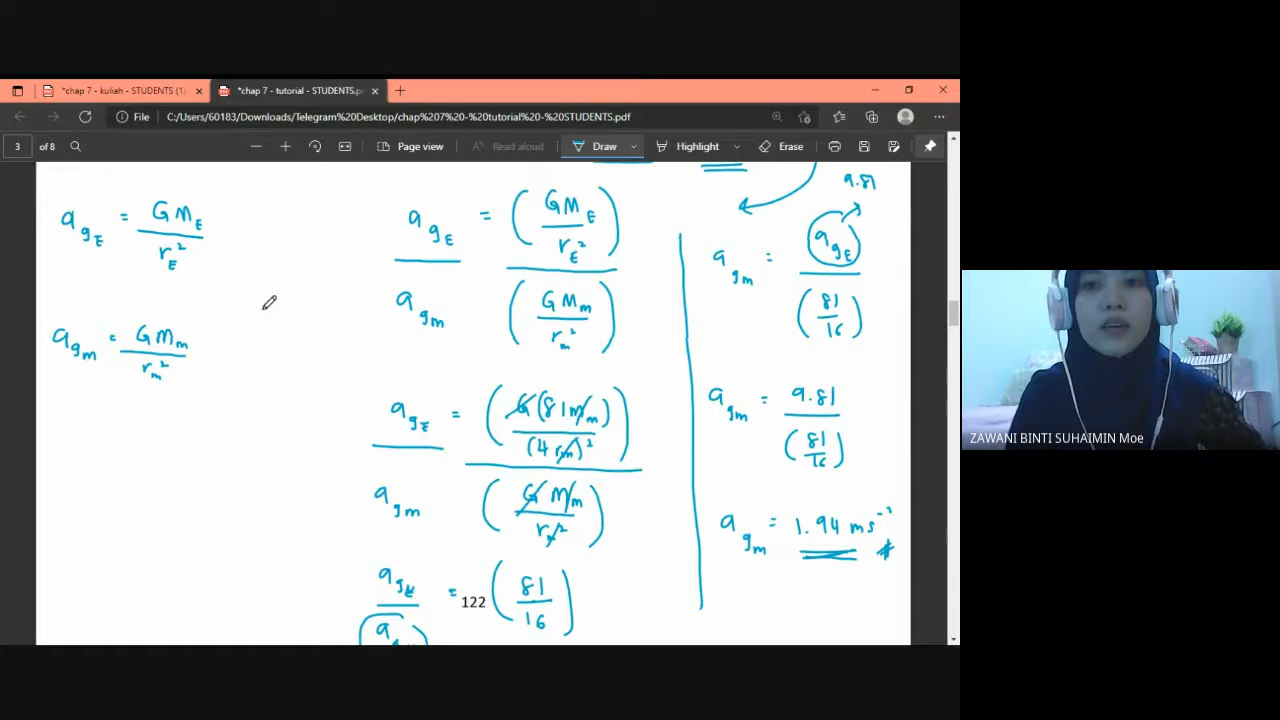 *chap 7 - kuliah - STUDENTS (1)
*chap 7 - tutorial - STUDENTS.p
File
C:/Users/60183/Downloads/Telegram%20Desktop/chap%207%20-%20tutorial%20-%20STUDENTS.pdf
3 of 8
Page view
Read aloud
Draw
Highlight
Erase
a_gE = GM_E / r_E²
a_gm = GM_m / r_m²
a_gE / a_gm = (GM_E / r_E²) / (GM_m / r_m²)
a_gE / a_gm = (G(81M_m) / (4r_m)²) / (GM_m / r_m²)
a_gE / a_g = (81/16)
122
9.81
a_gm = a_gE / (81/16)
a_gm = 9.81 / (81/16)
a_gm = 1.94 ms⁻²
ZAWANI BINTI SUHAIMIN Moe